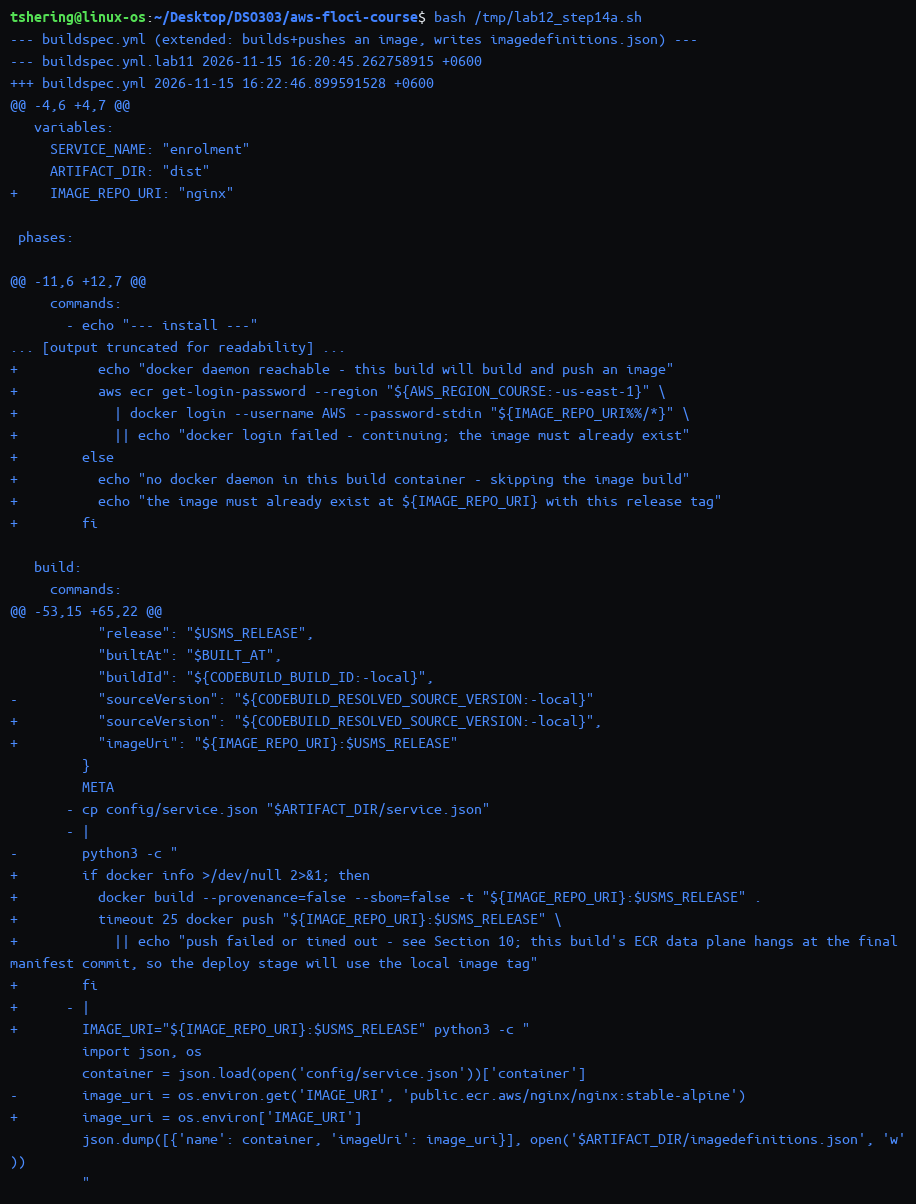 tshering@linux-os:~/Desktop/DSO303/aws-floci-course$ bash /tmp/lab12_step14a.sh
--- buildspec.yml (extended: builds+pushes an image, writes imagedefinitions.json) ---
--- buildspec.yml.lab11 2026-11-15 16:20:45.262758915 +0600
+++ buildspec.yml 2026-11-15 16:22:46.899591528 +0600
@@ -4,6 +4,7 @@
   variables:
     SERVICE_NAME: "enrolment"
     ARTIFACT_DIR: "dist"
+    IMAGE_REPO_URI: "nginx"

 phases:

@@ -11,6 +12,7 @@
     commands:
       - echo "--- install ---"
... [output truncated for readability] ...
+          echo "docker daemon reachable - this build will build and push an image"
+          aws ecr get-login-password --region "${AWS_REGION_COURSE:-us-east-1}" \
+            | docker login --username AWS --password-stdin "${IMAGE_REPO_URI%%/*}" \
+            || echo "docker login failed - continuing; the image must already exist"
+        else
+          echo "no docker daemon in this build container - skipping the image build"
+          echo "the image must already exist at ${IMAGE_REPO_URI} with this release tag"
+        fi

   build:
     commands:
@@ -53,15 +65,22 @@
           "release": "$USMS_RELEASE",
           "builtAt": "$BUILT_AT",
           "buildId": "${CODEBUILD_BUILD_ID:-local}",
-          "sourceVersion": "${CODEBUILD_RESOLVED_SOURCE_VERSION:-local}"
+          "sourceVersion": "${CODEBUILD_RESOLVED_SOURCE_VERSION:-local}",
+          "imageUri": "${IMAGE_REPO_URI}:$USMS_RELEASE"
         }
         META
       - cp config/service.json "$ARTIFACT_DIR/service.json"
       - |
-        python3 -c "
+        if docker info >/dev/null 2>&1; then
+          docker build --provenance=false --sbom=false -t "${IMAGE_REPO_URI}:$USMS_RELEASE" .
+          timeout 25 docker push "${IMAGE_REPO_URI}:$USMS_RELEASE" \
+            || echo "push failed or timed out - see Section 10; this build's ECR data plane hangs at the final
manifest commit, so the deploy stage will use the local image tag"
+        fi
+      - |
+        IMAGE_URI="${IMAGE_REPO_URI}:$USMS_RELEASE" python3 -c "
         import json, os
         container = json.load(open('config/service.json'))['container']
-        image_uri = os.environ.get('IMAGE_URI', 'public.ecr.aws/nginx/nginx:stable-alpine')
+        image_uri = os.environ['IMAGE_URI']
         json.dump([{'name': container, 'imageUri': image_uri}], open('$ARTIFACT_DIR/imagedefinitions.json', 'w'
))
         "